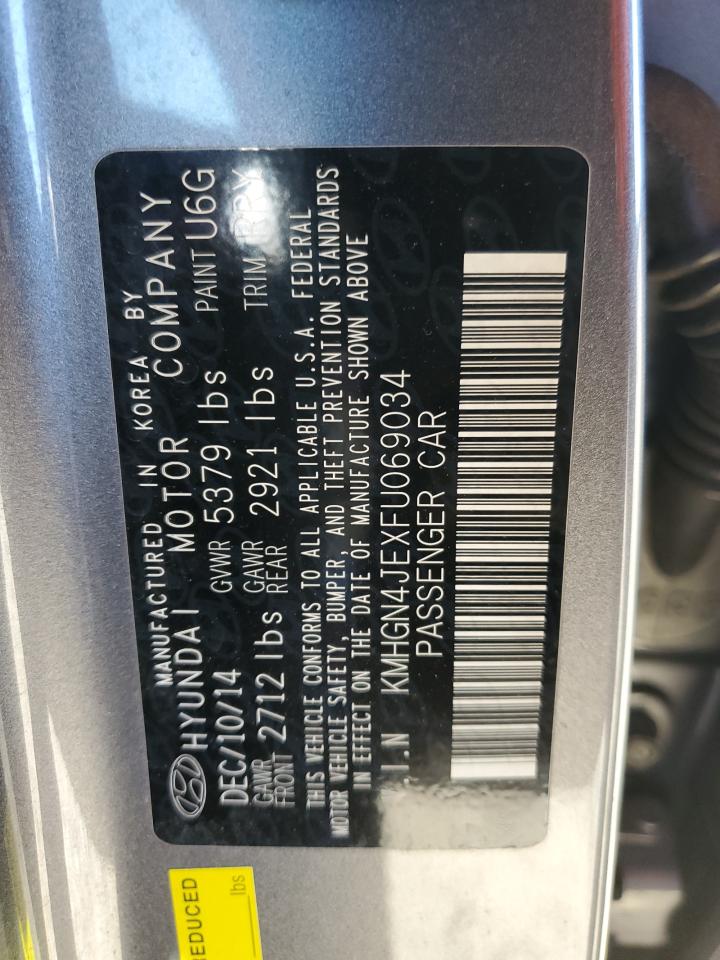 MANUFACTURED IN KOREA BY
HYUNDAI MOTOR COMPANY
DEC/10/14 GVWR 5379 lbs PAINT U6G
GAWR FRONT 2712 lbs GAWR REAR 2921 lbs TRIM RY
THIS VEHICLE CONFORMS TO ALL APPLICABLE U.S.A. FEDERAL
MOTOR VEHICLE SAFETY, BUMPER, AND THEFT PREVENTION STANDARDS
IN EFFECT ON THE DATE OF MANUFACTURE SHOWN ABOVE
I.N KMHGN4JEXFU069034
PASSENGER CAR
REDUCED
lbs